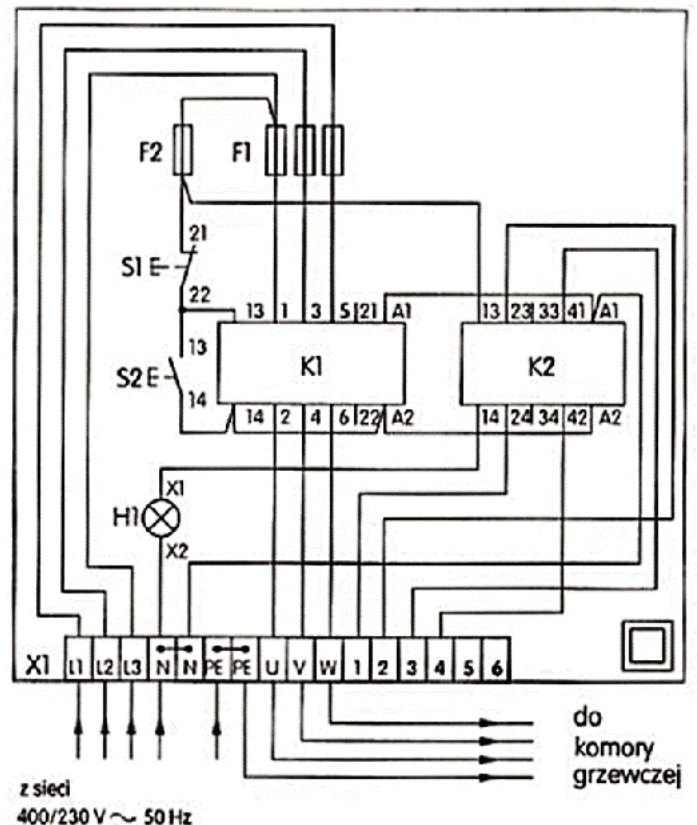 F2 F1
21
S1 E
22
13 1 3 5 21 A1 13 23 33 41 A1
13
S2 E K1 K2
14
14 2 4 6 22 A2 14 24 34 42 A2
X1
H1
X2
X1 L1 L2 L3 N N PE PE U V W 1 2 3 4 5 6
do
komory
grzewczej
z sieci
400/230 V ~ 50 Hz